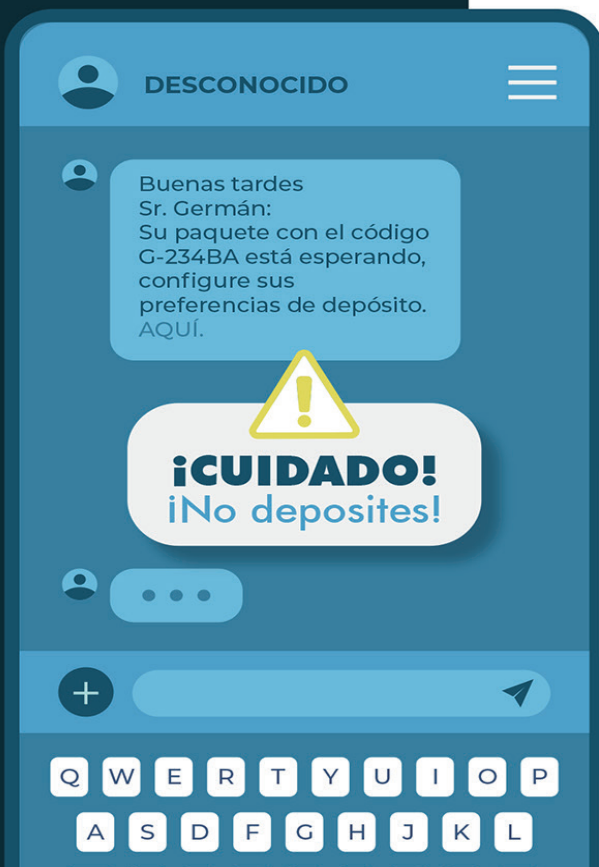 DESCONOCIDO
Buenas tardes
Sr. Germán:
Su paquete con el código
G-234BA está esperando,
configure sus
preferencias de depósito.
AQUÍ.
¡CUIDADO!
¡No deposites!
Q W E R T Y U I O P
A S D F G H J K L